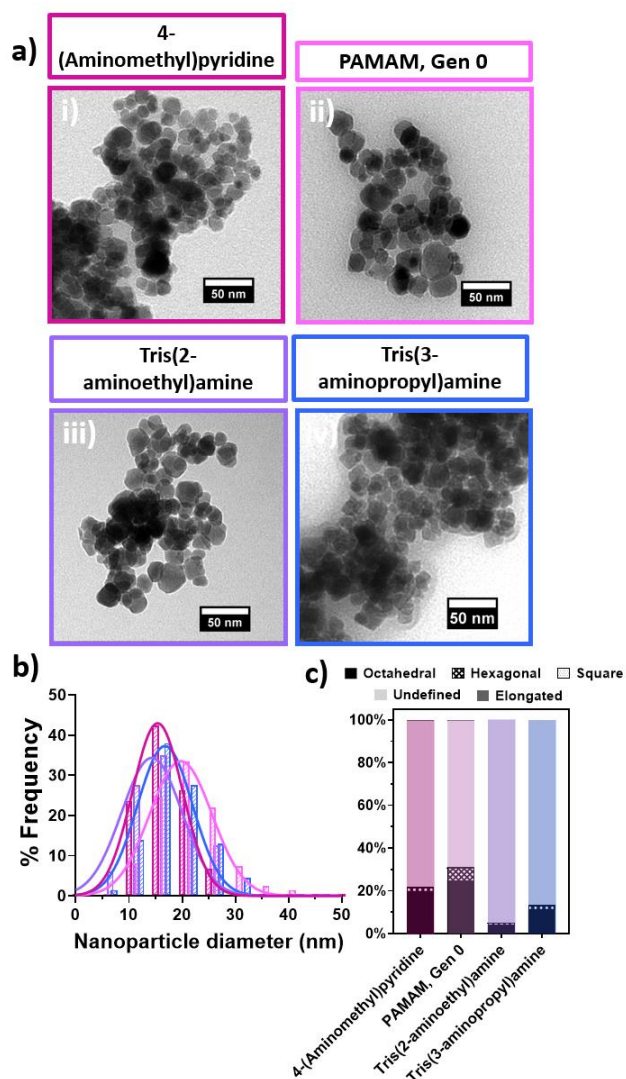 a)
4-
(Aminomethyl)pyridine
PAMAM, Gen 0
i)
ii)
50 nm
50 nm
Tris(2-
aminoethyl)amine
Tris(3-
aminopropyl)amine
iii)
50 nm
50 nm
b)
50
40
30
20
10
0
% Frequency
0 10 20 30 40 50
Nanoparticle diameter (nm)
c)
Octahedral Hexagonal Square
Undefined Elongated
100%
80%
60%
40%
20%
0%
4-(Aminomethyl)pyridine
PAMAM, Gen 0
Tris(2-aminoethyl)amine
Tris(3-aminopropyl)amine